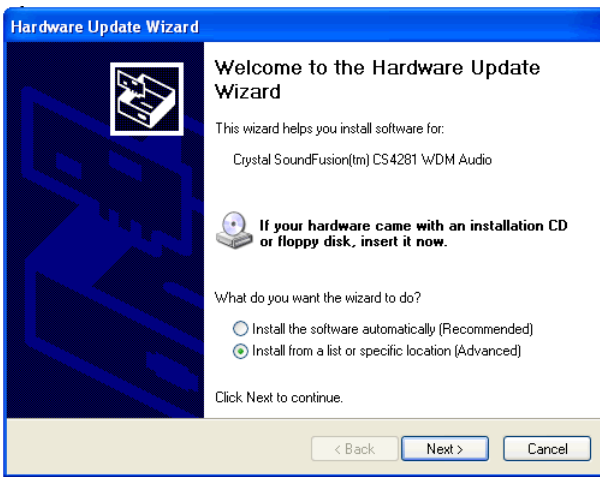 Hardware Update Wizard
Welcome to the Hardware Update
Wizard
This wizard helps you install software for:
Crystal SoundFusion(tm) CS4281 WDM Audio
If your hardware came with an installation CD
or floppy disk, insert it now.
What do you want the wizard to do?
Install the software automatically (Recommended)
Install from a list or specific location (Advanced)
Click Next to continue.
< Back Next > Cancel